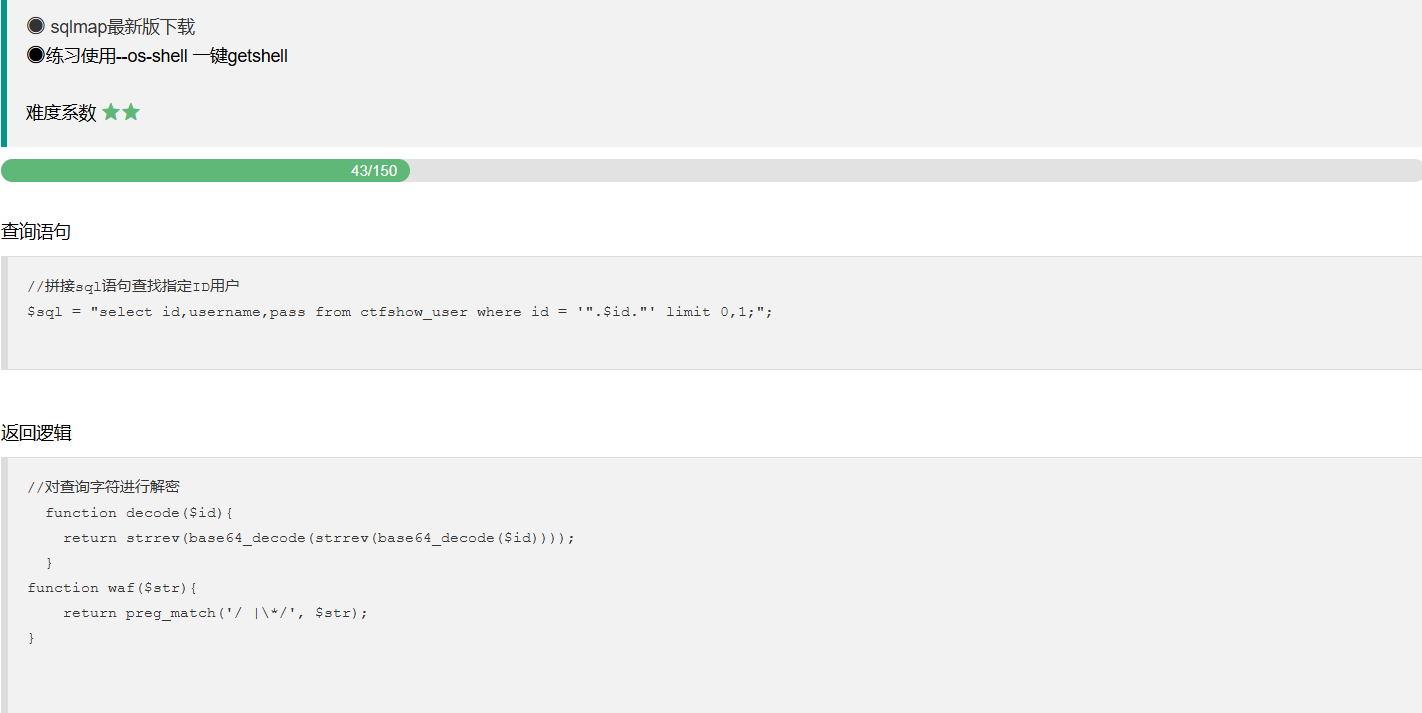 ◉ sqlmap最新版下载
◉练习使用--os-shell 一键getshell
难度系数 ★★
43/150
查询语句
//拼接sql语句查找指定ID用户
$sql = "select id,username,pass from ctfshow_user where id = '".$id."' limit 0,1;";
返回逻辑
//对查询字符进行解密
function decode($id){
return strrev(base64_decode(strrev(base64_decode($id))));
}
function waf($str){
return preg_match('/ |\*/', $str);
}